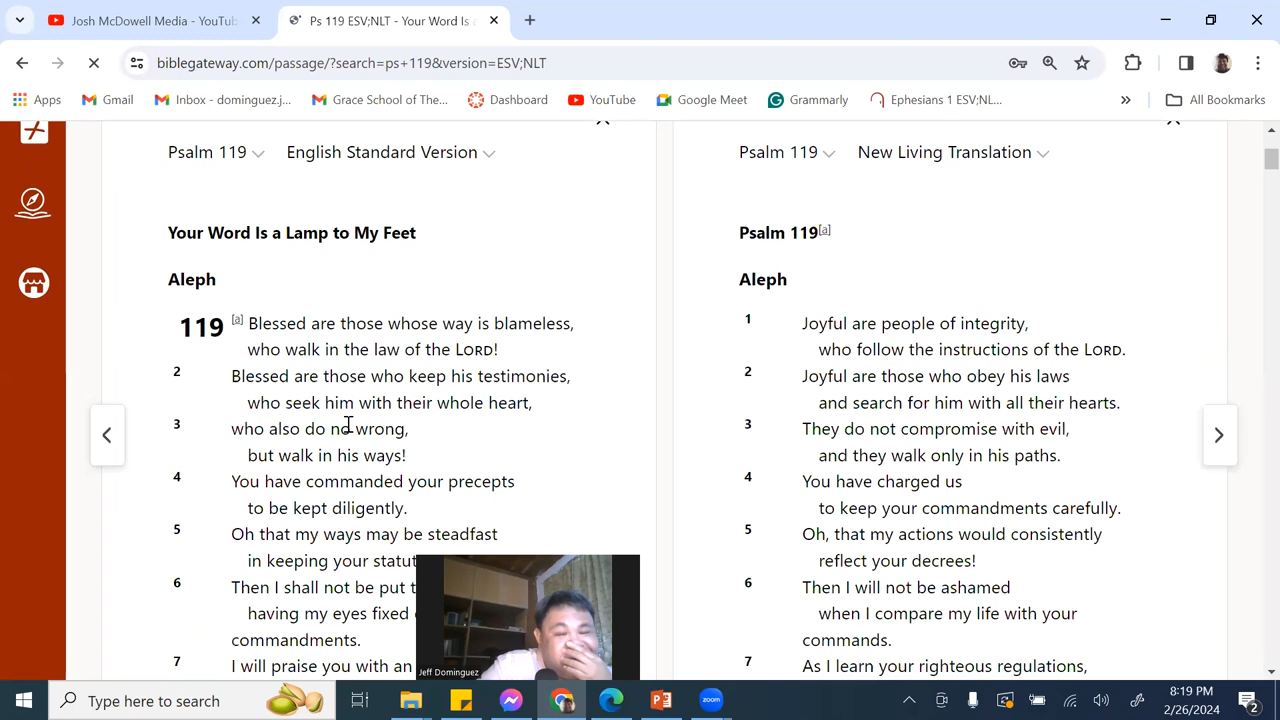 Josh McDowell Media - YouTub
Ps 119 ESV;NLT - Your Word Is
biblegateway.com/passage/?search=ps+119&version=ESV;NLT
Apps
Gmail
Inbox - dominguez.j...
Grace School of The...
Dashboard
YouTube
Google Meet
Grammarly
Ephesians 1 ESV;NL...
All Bookmarks
Psalm 119 English Standard Version
Your Word Is a Lamp to My Feet
Aleph
119 [a] Blessed are those whose way is blameless,
who walk in the law of the LORD!
2 Blessed are those who keep his testimonies,
who seek him with their whole heart,
3 who also do no wrong,
but walk in his ways!
4 You have commanded your precepts
to be kept diligently.
5 Oh that my ways may be steadfast
in keeping your statut
6 Then I shall not be put t
having my eyes fixed
commandments.
7 I will praise you with an
Psalm 119 New Living Translation
Psalm 119[a]
Aleph
1 Joyful are people of integrity,
who follow the instructions of the LORD.
2 Joyful are those who obey his laws
and search for him with all their hearts.
3 They do not compromise with evil,
and they walk only in his paths.
4 You have charged us
to keep your commandments carefully.
5 Oh, that my actions would consistently
reflect your decrees!
6 Then I will not be ashamed
when I compare my life with your
commands.
7 As I learn your righteous regulations,
Jeff Dominguez
Type here to search
8:19 PM
2/26/2024
2